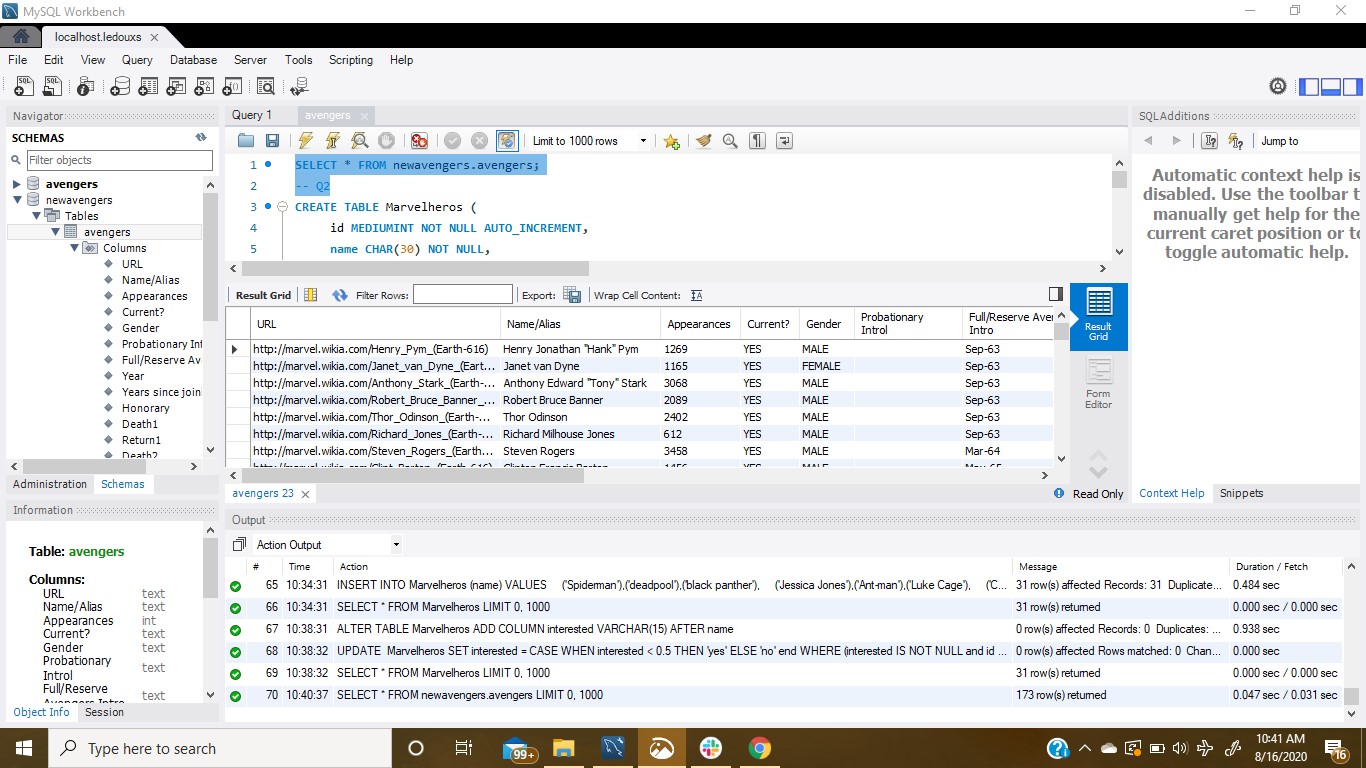 MySQL Workbench
localhost.ledouxs
File Edit View Query Database Server Tools Scripting Help
Navigator
SCHEMAS
Filter objects
avengers
newavengers
Tables
avengers
Columns
URL
Name/Alias
Appearances
Current?
Gender
Probationary Int
Full/Reserve Av
Year
Years since join
Honorary
Death1
Return1
Death2
Administration Schemas
Information
Table: avengers
Columns:
URL text
Name/Alias text
Appearances int
Current? text
Gender text
Probationary
Introl text
Full/Reserve
Avengers Intro text
Object Info Session
Query 1 avengers
Limit to 1000 rows
1 SELECT * FROM newavengers.avengers;
2 -- Q2
3 CREATE TABLE Marvelheros (
4 id MEDIUMINT NOT NULL AUTO_INCREMENT,
5 name CHAR(30) NOT NULL,
Result Grid Filter Rows: Export: Wrap Cell Content:
URL Name/Alias Appearances Current? Gender Probationary Introl Full/Reserve Aver Intro
http://marvel.wikia.com/Henry_Pym_(Earth-616) Henry Jonathan "Hank" Pym 1269 YES MALE Sep-63
http://marvel.wikia.com/Janet_van_Dyne_(Eart... Janet van Dyne 1165 YES FEMALE Sep-63
http://marvel.wikia.com/Anthony_Stark_(Earth-... Anthony Edward "Tony" Stark 3068 YES MALE Sep-63
http://marvel.wikia.com/Robert_Bruce_Banner_... Robert Bruce Banner 2089 YES MALE Sep-63
http://marvel.wikia.com/Thor_Odinson_(Earth-... Thor Odinson 2402 YES MALE Sep-63
http://marvel.wikia.com/Richard_Jones_(Earth-... Richard Milhouse Jones 612 YES MALE Sep-63
http://marvel.wikia.com/Steven_Rogers_(Earth... Steven Rogers 3458 YES MALE Mar-64
avengers 23
Result Grid
Form Editor
Read Only
SQLAdditions
Jump to
Automatic context help is
disabled. Use the toolbar t
manually get help for the
current caret position or to
toggle automatic help.
Context Help Snippets
Output
Action Output
# Time Action Message Duration / Fetch
65 10:34:31 INSERT INTO Marvelheros (name) VALUES ('Spiderman'),('deadpool'),('black panther'), ('Jessica Jones'),('Ant-man'),('Luke Cage'), ('C... 31 row(s) affected Records: 31 Duplicate... 0.484 sec
66 10:34:31 SELECT * FROM Marvelheros LIMIT 0, 1000 31 row(s) returned 0.000 sec / 0.000 sec
67 10:38:31 ALTER TABLE Marvelheros ADD COLUMN interested VARCHAR(15) AFTER name 0 row(s) affected Records: 0 Duplicates: ... 0.938 sec
68 10:38:32 UPDATE Marvelheros SET interested = CASE WHEN interested < 0.5 THEN 'yes' ELSE 'no' end WHERE (interested IS NOT NULL and id ... 0 row(s) affected Rows matched: 0 Chan... 0.000 sec
69 10:38:32 SELECT * FROM Marvelheros LIMIT 0, 1000 31 row(s) returned 0.000 sec / 0.000 sec
70 10:40:37 SELECT * FROM newavengers.avengers LIMIT 0, 1000 173 row(s) returned 0.047 sec / 0.031 sec
Type here to search
99+
10:41 AM
8/16/2020
16